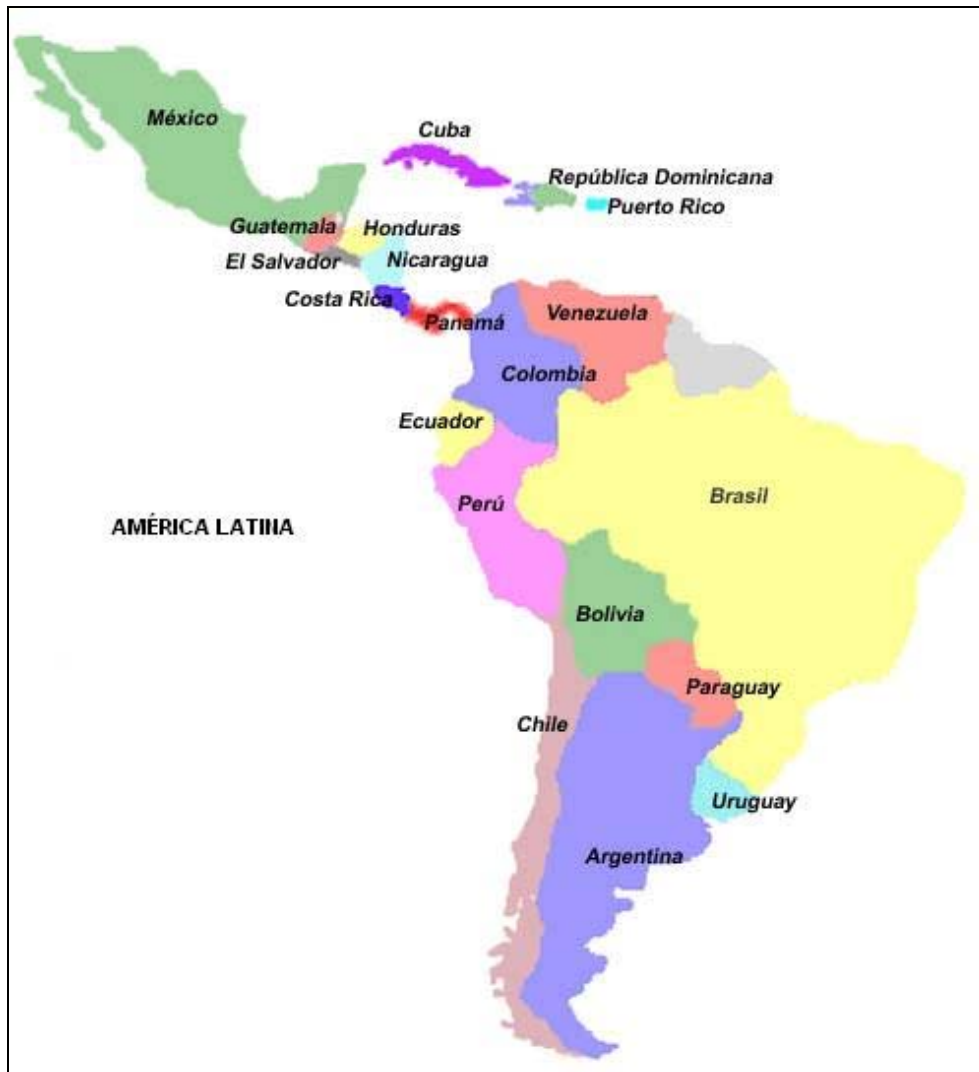 México
Cuba
República Dominicana
Puerto Rico
Guatemala
Honduras
El Salvador
Nicaragua
Costa Rica
Panamá
Venezuela
Colombia
Ecuador
Brasil
Perú
AMÉRICA LATINA
Bolivia
Paraguay
Chile
Uruguay
Argentina